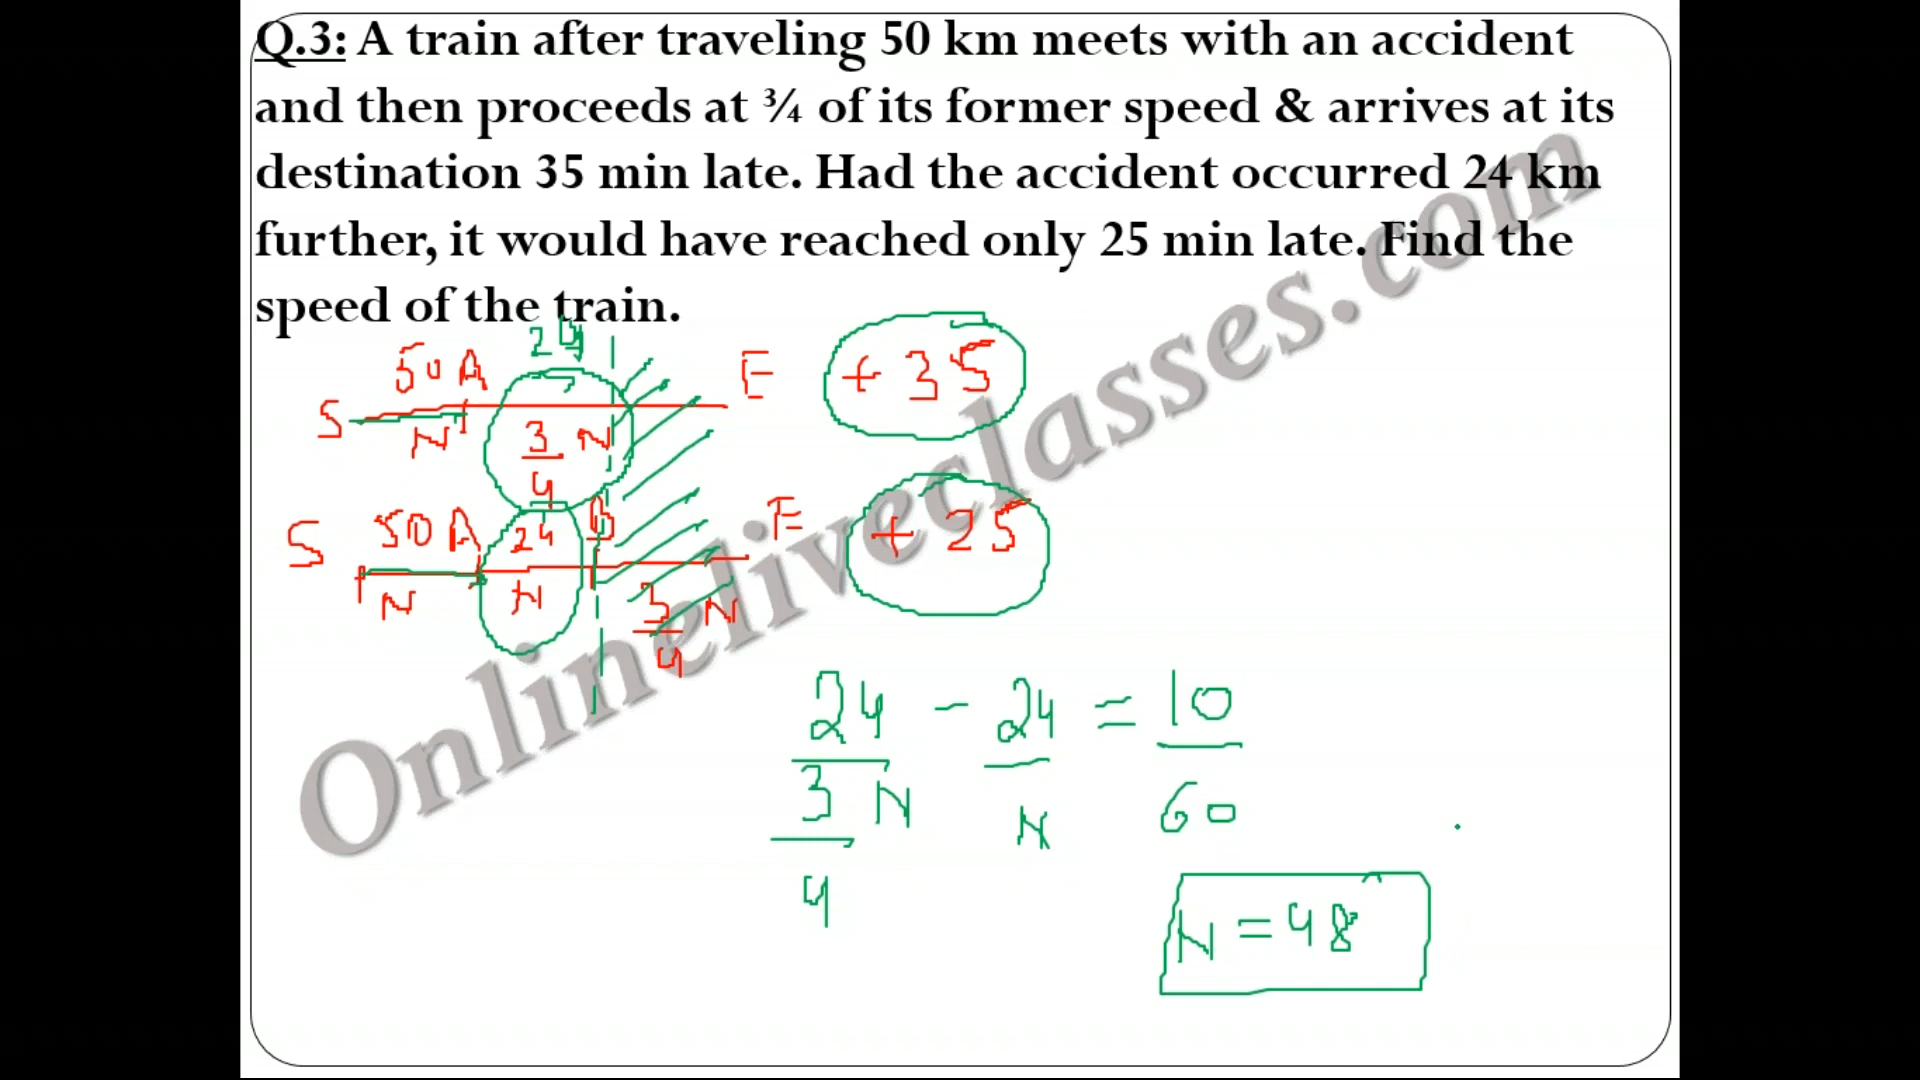 Q.3: A train after traveling 50 km meets with an accident
and then proceeds at ¾ of its former speed & arrives at its
destination 35 min late. Had the accident occurred 24 km
further, it would have reached only 25 min late. Find the
speed of the train.
24
50 A E + 35
S
N 3/4 N
S 50 A 24 B F + 25
N N 3/4 N
24 / (3/4 N) - 24/N = 10/60
N = 48
Onlineliveclasses.com